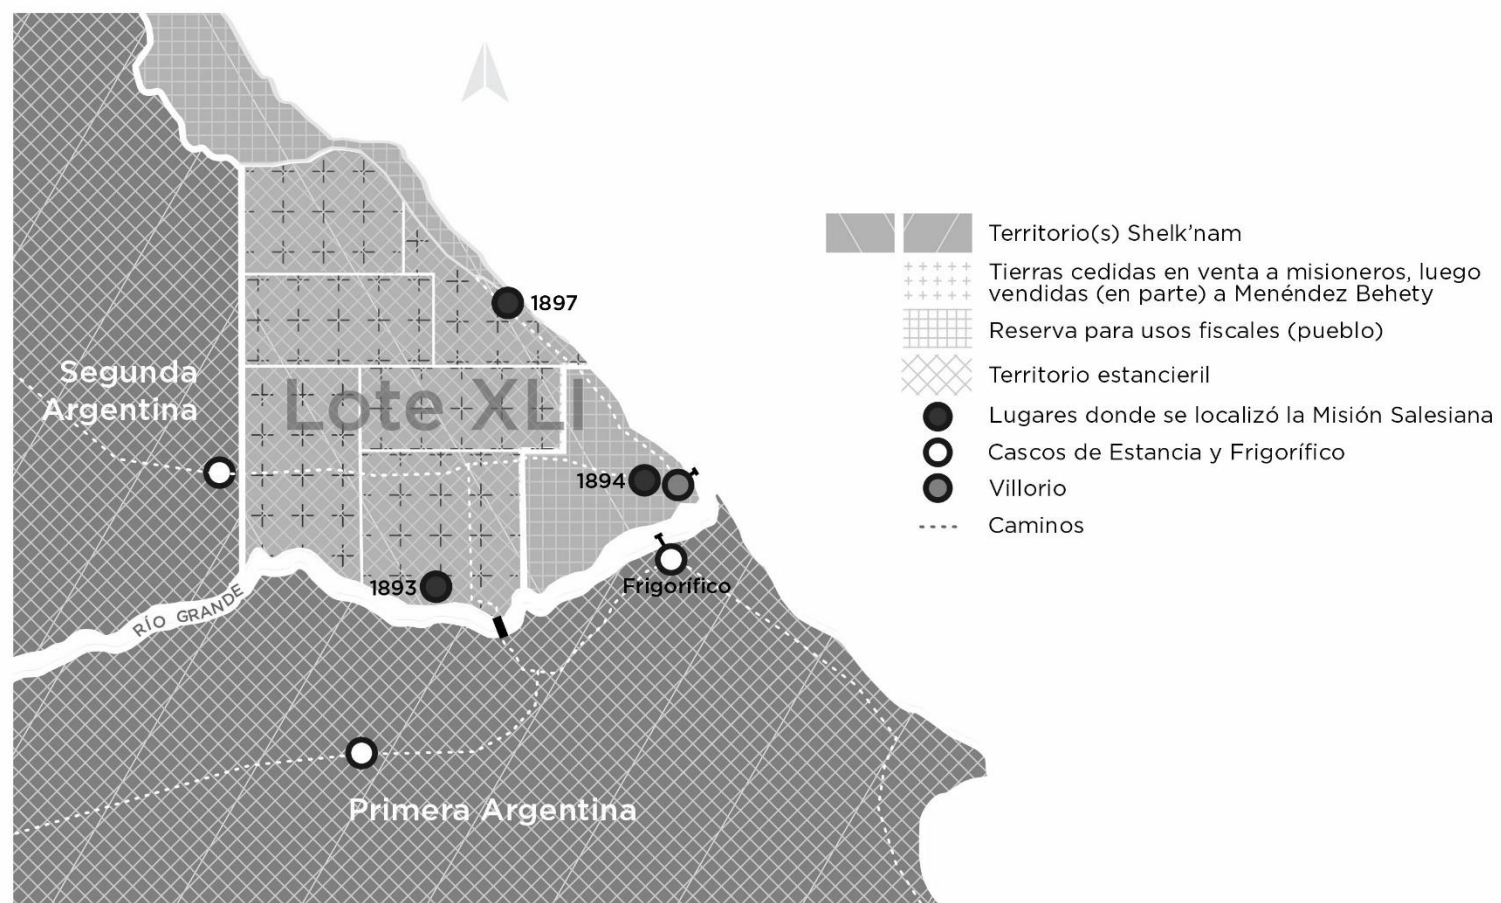 1897
Segunda
Argentina
Lote XLI
1894
1893
Frigorífico
RÍO GRANDE
Primera Argentina
Territorio(s) Shelk’nam
Tierras cedidas en venta a misioneros, luego
vendidas (en parte) a Menéndez Behety
Reserva para usos fiscales (pueblo)
Territorio estancieril
Lugares donde se localizó la Misión Salesiana
Cascos de Estancia y Frigorífico
Villorio
Caminos